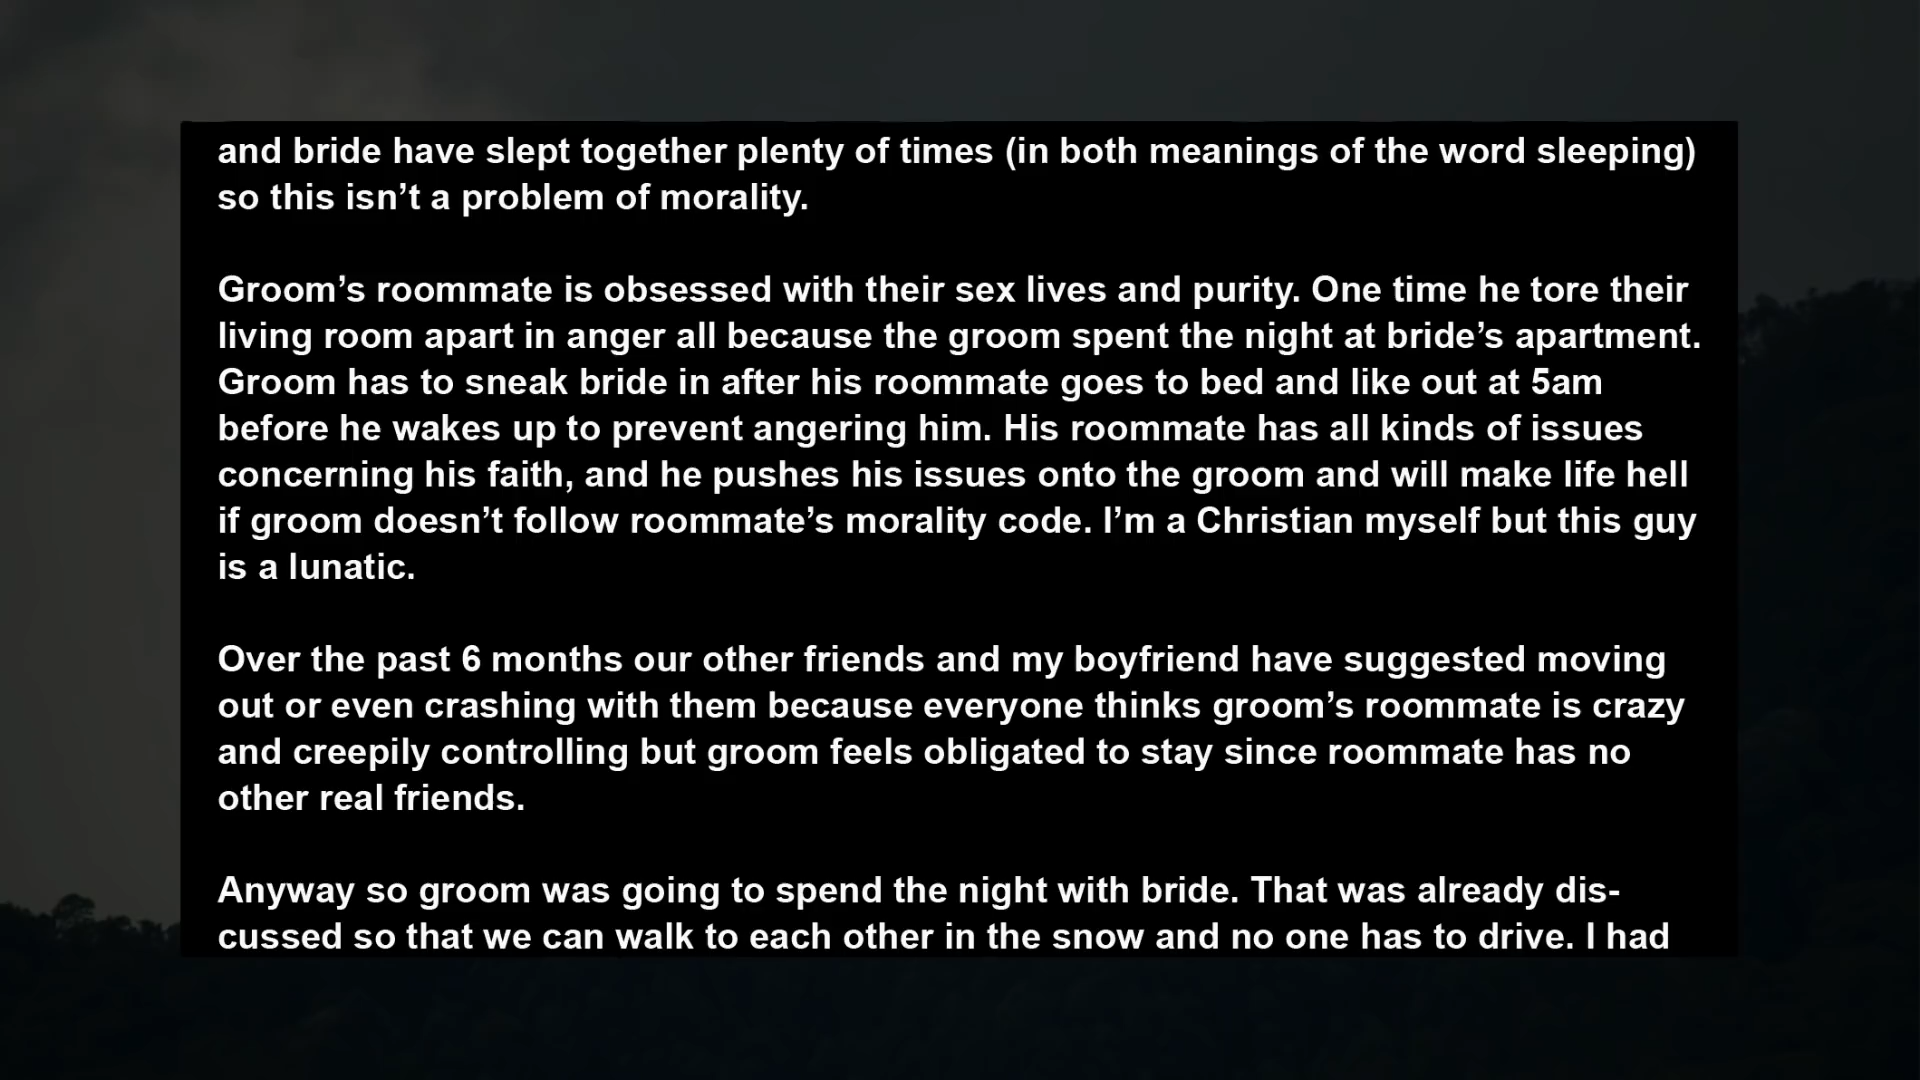 and bride have slept together plenty of times (in both meanings of the word sleeping)
so this isn’t a problem of morality.
Groom’s roommate is obsessed with their sex lives and purity. One time he tore their
living room apart in anger all because the groom spent the night at bride’s apartment.
Groom has to sneak bride in after his roommate goes to bed and like out at 5am
before he wakes up to prevent angering him. His roommate has all kinds of issues
concerning his faith, and he pushes his issues onto the groom and will make life hell
if groom doesn’t follow roommate’s morality code. I’m a Christian myself but this guy
is a lunatic.
Over the past 6 months our other friends and my boyfriend have suggested moving
out or even crashing with them because everyone thinks groom’s roommate is crazy
and creepily controlling but groom feels obligated to stay since roommate has no
other real friends.
Anyway so groom was going to spend the night with bride. That was already dis-
cussed so that we can walk to each other in the snow and no one has to drive. I had